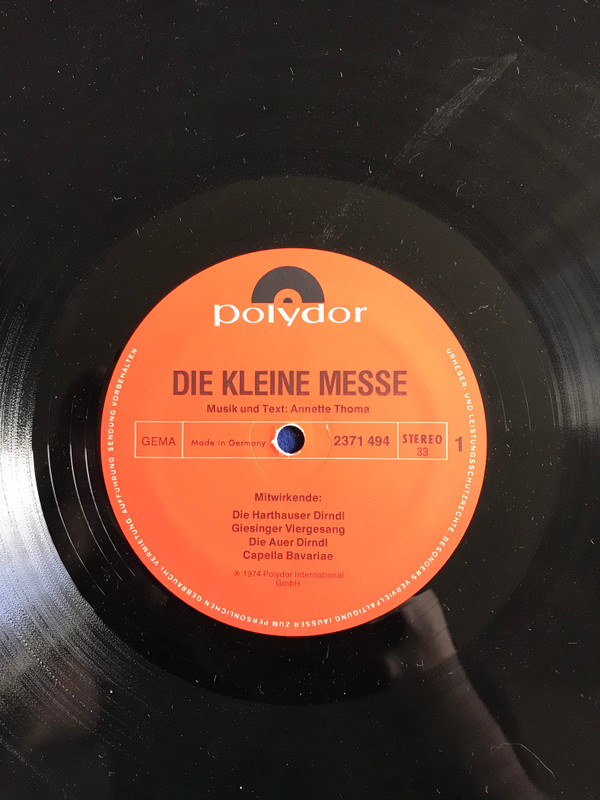 polydor
DIE KLEINE MESSE
Musik und Text: Annette Thoma
GEMA Made in Germany 2371 494 STEREO 33 1
Mitwirkende:
Die Harthauser Dirndl
Giesinger Viergesang
Die Auer Dirndl
Capella Bavariae
℗ 1974 Polydor International
GmbH
URHEBER- UND LEISTUNGSSCHUTZRECHTE, BESONDERS VERVIELFÄLTIGUNG (AUSSER ZUM PERSÖNLICHEN GEBRAUCH), VERMIETUNG, AUFFÜHRUNG, SENDUNG VORBEHALTEN